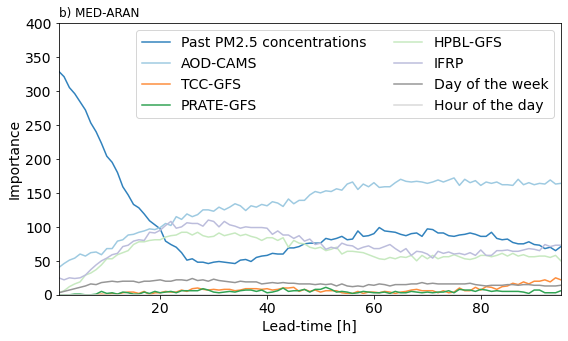 b) MED-ARAN
400
350
300
250
200
150
100
50
0
Importance
Past PM2.5 concentrations
AOD-CAMS
TCC-GFS
PRATE-GFS
HPBL-GFS
IFRP
Day of the week
Hour of the day
20
40
60
80
Lead-time [h]